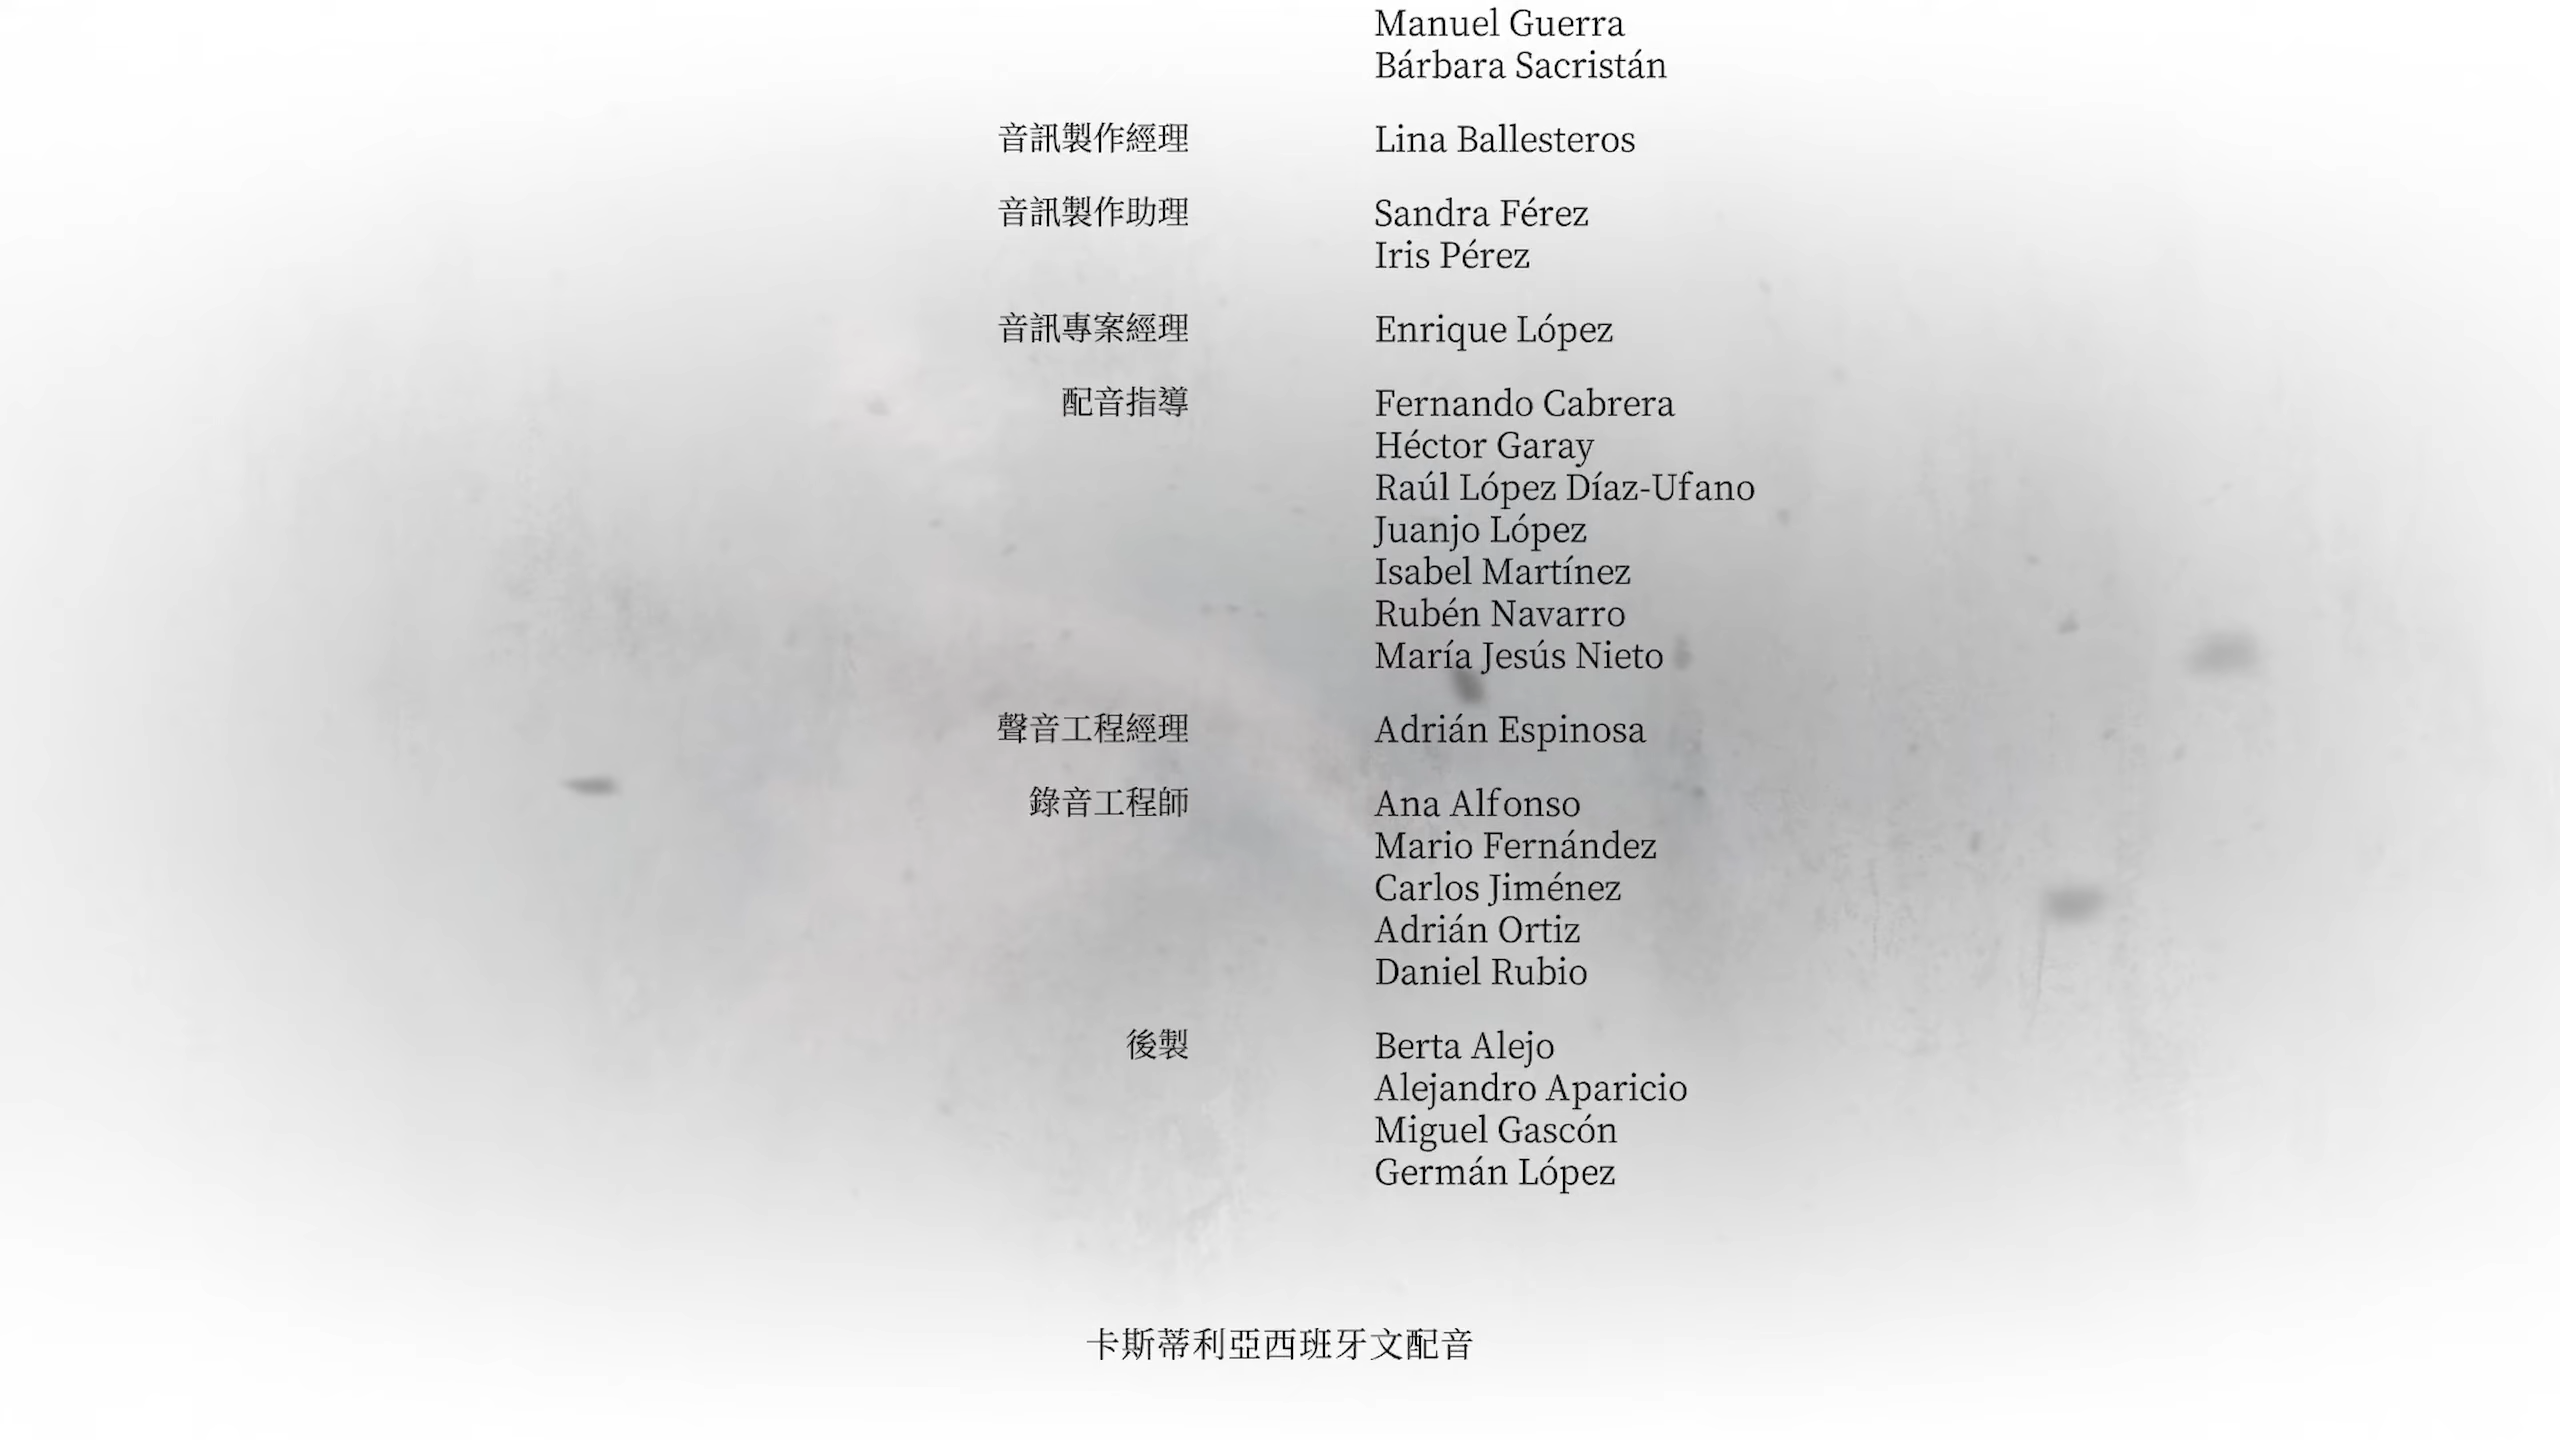 Manuel Guerra
Bárbara Sacristán
音訊製作經理 Lina Ballesteros
音訊製作助理 Sandra Férez
Iris Pérez
音訊專案經理 Enrique López
配音指導 Fernando Cabrera
Héctor Garay
Raúl López Díaz-Ufano
Juanjo López
Isabel Martínez
Rubén Navarro
María Jesús Nieto
聲音工程經理 Adrián Espinosa
錄音工程師 Ana Alfonso
Mario Fernández
Carlos Jiménez
Adrián Ortiz
Daniel Rubio
後製 Berta Alejo
Alejandro Aparicio
Miguel Gascón
Germán López
卡斯蒂利亞西班牙文配音